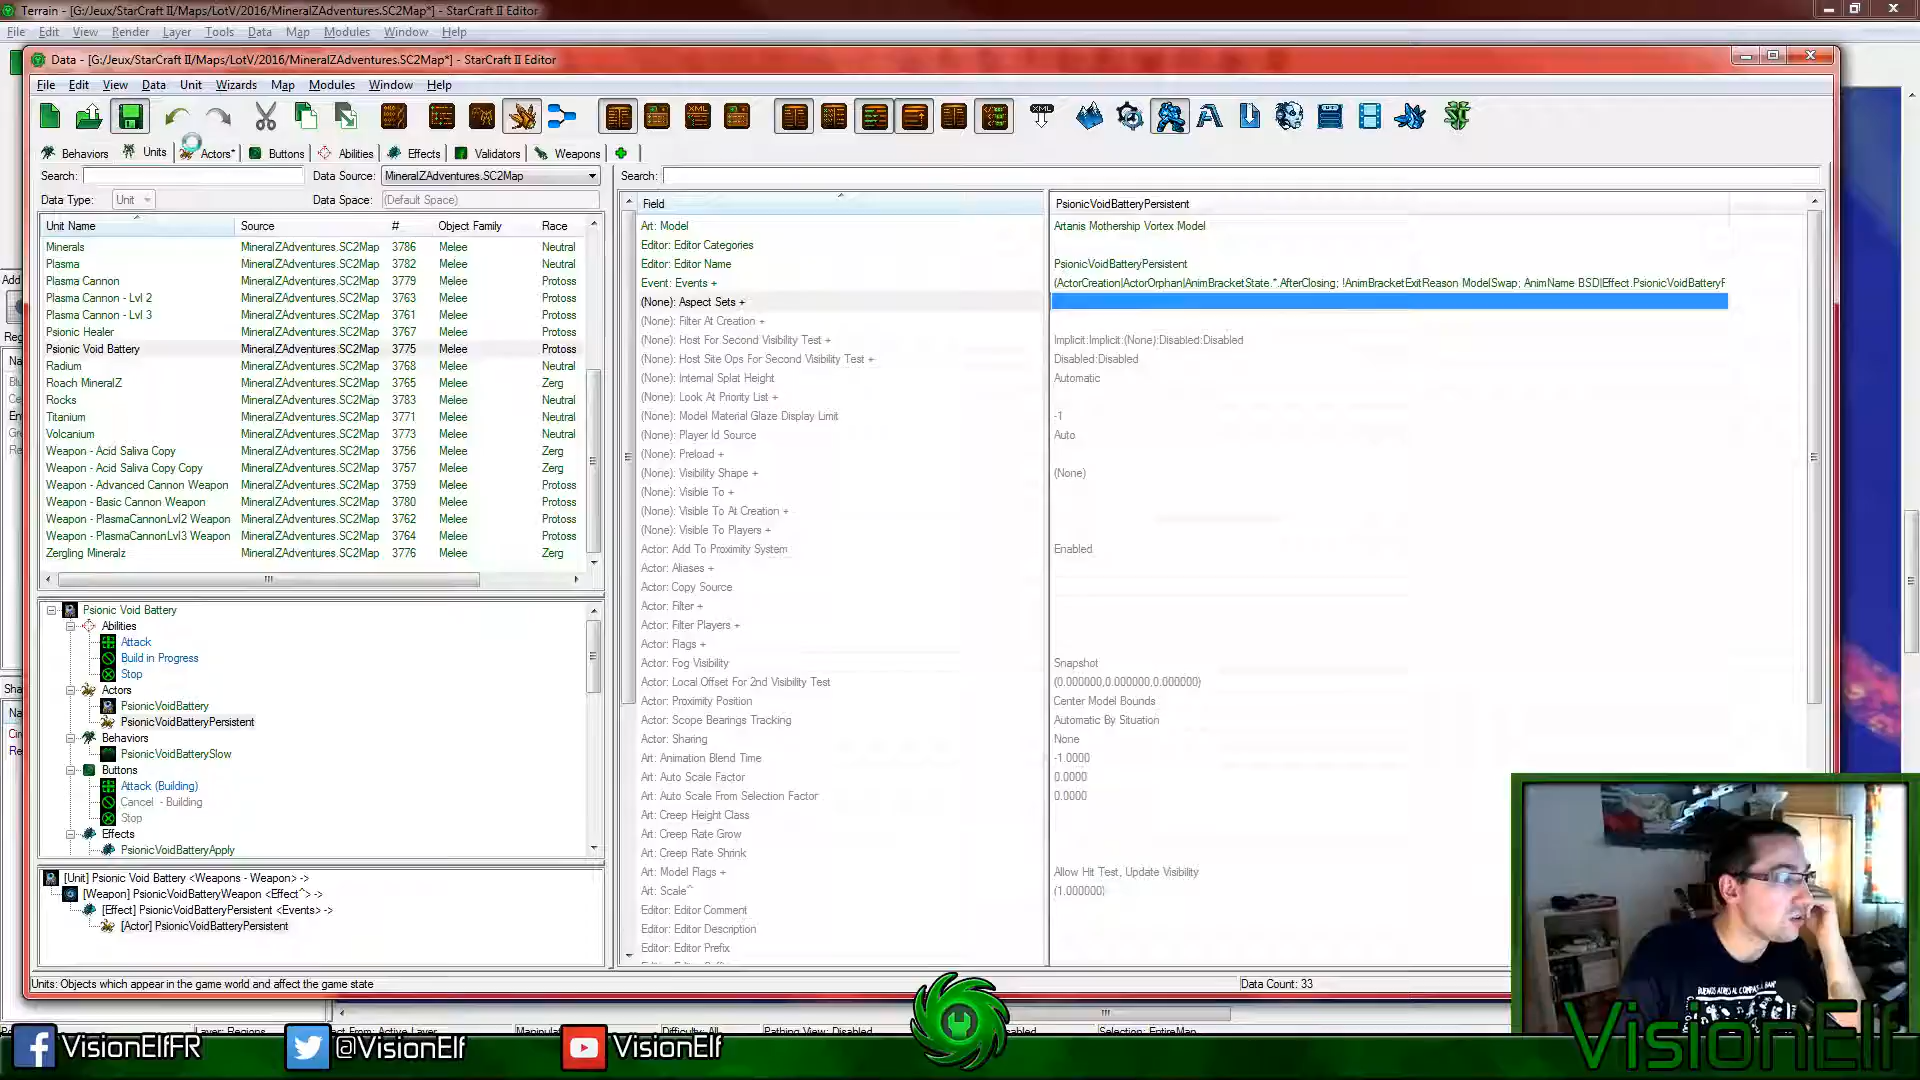 Terrain - [G:/Jeux/StarCraft II/Maps/LotV/2016/MineralZAdventures.SC2Map*] - StarCraft II Editor
File Edit View Render Layer Tools Data Map Modules Window Help
Data - [G:/Jeux/StarCraft II/Maps/LotV/2016/MineralZAdventures.SC2Map*] - StarCraft II Editor
File Edit View Data Unit Wizards Map Modules Window Help
XML
Behaviors Units Actors* Buttons Abilities Effects Validators Weapons
Search: Data Source: MineralZAdventures.SC2Map Search:
Data Type: Unit Data Space: (Default Space)
Unit Name Source # Object Family Race
Minerals MineralZAdventures.SC2Map 3786 Melee Neutral
Plasma MineralZAdventures.SC2Map 3782 Melee Neutral
Plasma Cannon MineralZAdventures.SC2Map 3779 Melee Protoss
Plasma Cannon - Lvl 2 MineralZAdventures.SC2Map 3763 Melee Protoss
Plasma Cannon - Lvl 3 MineralZAdventures.SC2Map 3761 Melee Protoss
Psionic Healer MineralZAdventures.SC2Map 3767 Melee Protoss
Psionic Void Battery MineralZAdventures.SC2Map 3775 Melee Protoss
Radium MineralZAdventures.SC2Map 3768 Melee Neutral
Roach MineralZ MineralZAdventures.SC2Map 3765 Melee Zerg
Rocks MineralZAdventures.SC2Map 3783 Melee Neutral
Titanium MineralZAdventures.SC2Map 3771 Melee Neutral
Volcanium MineralZAdventures.SC2Map 3773 Melee Neutral
Weapon - Acid Saliva Copy MineralZAdventures.SC2Map 3756 Melee Zerg
Weapon - Acid Saliva Copy Copy MineralZAdventures.SC2Map 3757 Melee Zerg
Weapon - Advanced Cannon Weapon MineralZAdventures.SC2Map 3759 Melee Protoss
Weapon - Basic Cannon Weapon MineralZAdventures.SC2Map 3780 Melee Protoss
Weapon - PlasmaCannonLvl2 Weapon MineralZAdventures.SC2Map 3762 Melee Protoss
Weapon - PlasmaCannonLvl3 Weapon MineralZAdventures.SC2Map 3764 Melee Protoss
Zergling Mineralz MineralZAdventures.SC2Map 3776 Melee Zerg
Psionic Void Battery
Abilities
Attack
Build in Progress
Stop
Actors
PsionicVoidBattery
PsionicVoidBatteryPersistent
Behaviors
PsionicVoidBatterySlow
Buttons
Attack (Building)
Cancel - Building
Stop
Effects
PsionicVoidBatteryApply
[Unit] Psionic Void Battery <Weapons - Weapon> ->
[Weapon] PsionicVoidBatteryWeapon <Effect^> ->
[Effect] PsionicVoidBatteryPersistent <Events> ->
[Actor] PsionicVoidBatteryPersistent
Field PsionicVoidBatteryPersistent
Art: Model Artanis Mothership Vortex Model
Editor: Editor Categories
Editor: Editor Name PsionicVoidBatteryPersistent
Event: Events + (ActorCreation|ActorOrphan|AnimBracketState.*.AfterClosing; !AnimBracketExitReason ModelSwap; AnimName BSD|Effect.PsionicVoidBatteryF
(None): Aspect Sets +
(None): Filter At Creation +
(None): Host For Second Visibility Test + Implicit:Implicit:(None):Disabled:Disabled
(None): Host Site Ops For Second Visibility Test + Disabled:Disabled
(None): Internal Splat Height Automatic
(None): Look At Priority List +
(None): Model Material Glaze Display Limit -1
(None): Player Id Source Auto
(None): Preload +
(None): Visibility Shape + (None)
(None): Visible To +
(None): Visible To At Creation +
(None): Visible To Players +
Actor: Add To Proximity System Enabled
Actor: Aliases +
Actor: Copy Source
Actor: Filter +
Actor: Filter Players +
Actor: Flags +
Actor: Fog Visibility Snapshot
Actor: Local Offset For 2nd Visibility Test (0.000000,0.000000,0.000000)
Actor: Proximity Position Center Model Bounds
Actor: Scope Bearings Tracking Automatic By Situation
Actor: Sharing None
Art: Animation Blend Time -1.0000
Art: Auto Scale Factor 0.0000
Art: Auto Scale From Selection Factor 0.0000
Art: Creep Height Class
Art: Creep Rate Grow
Art: Creep Rate Shrink
Art: Model Flags + Allow Hit Test, Update Visibility
Art: Scale^ (1.000000)
Editor: Editor Comment
Editor: Editor Description
Editor: Editor Prefix
Units: Objects which appear in the game world and affect the game state Data Count: 33
VisionElfFR @VisionElf VisionElf
VisionElf